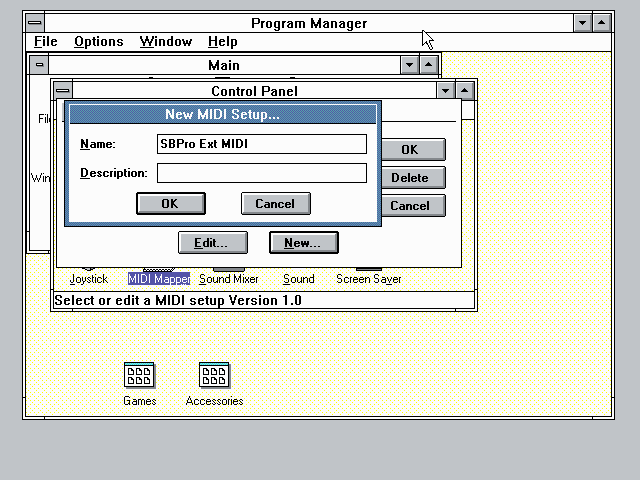 Program Manager
File Options Window Help
Main
Control Panel
New MIDI Setup...
Name: SBPro Ext MIDI
Description:
OK Cancel
OK
Delete
Cancel
Edit... New...
Joystick MIDI Mapper Sound Mixer Sound Screen Saver
Select or edit a MIDI setup Version 1.0
Games Accessories